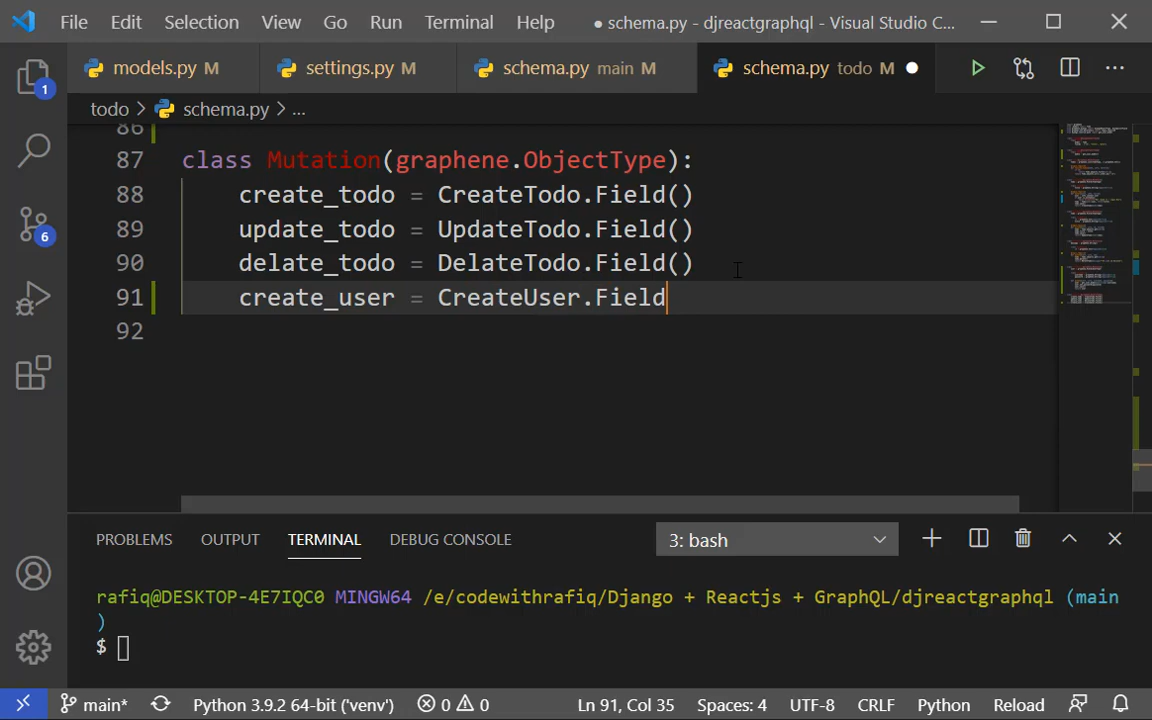 File Edit Selection View Go Run Terminal Help ● schema.py - djreactgraphql - Visual Studio C...
models.py M settings.py M schema.py main M schema.py todo M ●
todo > schema.py > ...
86
87 class Mutation(graphene.ObjectType):
88 create_todo = CreateTodo.Field()
89 update_todo = UpdateTodo.Field()
90 delate_todo = DelateTodo.Field()
91 create_user = CreateUser.Field
92
1
6
PROBLEMS OUTPUT TERMINAL DEBUG CONSOLE 3: bash
rafiq@DESKTOP-4E7IQC0 MINGW64 /e/codewithrafiq/Django + Reactjs + GraphQL/djreactgraphql (main
)
$
main* Python 3.9.2 64-bit ('venv') 0 0 Ln 91, Col 35 Spaces: 4 UTF-8 CRLF Python Reload